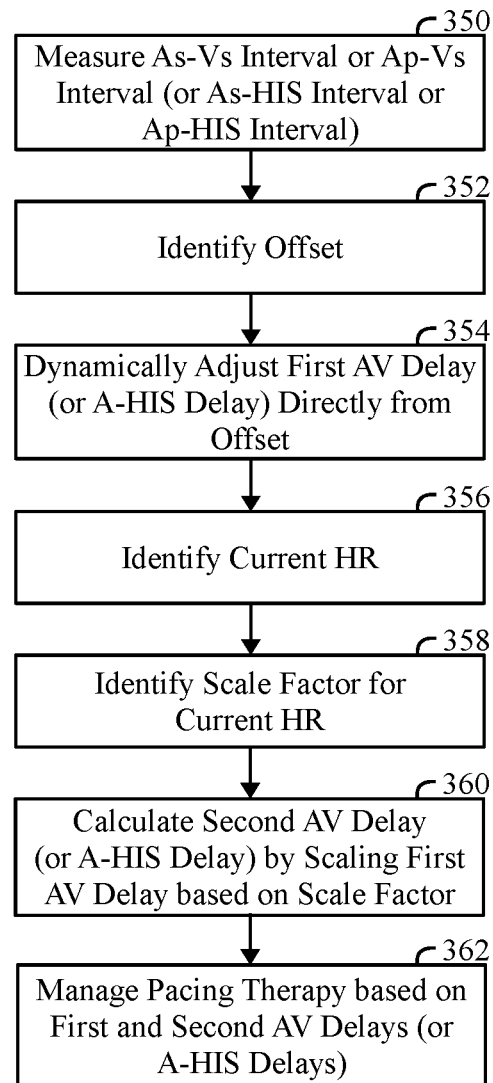 350
Measure As-Vs Interval or Ap-Vs
Interval (or As-HIS Interval or
Ap-HIS Interval)
352
Identify Offset
354
Dynamically Adjust First AV Delay
(or A-HIS Delay) Directly from
Offset
356
Identify Current HR
358
Identify Scale Factor for
Current HR
360
Calculate Second AV Delay
(or A-HIS Delay) by Scaling First
AV Delay based on Scale Factor
362
Manage Pacing Therapy based on
First and Second AV Delays (or
A-HIS Delays)